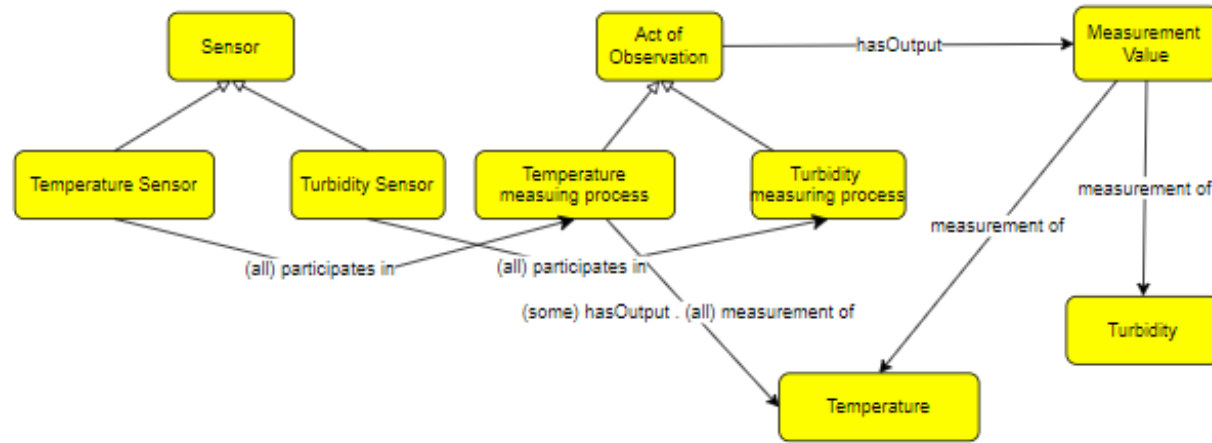 Sensor
Act of
Observation
hasOutput
Measurement
Value
Temperature Sensor
Turbidity Sensor
Temperature
measuing process
Turbidity
measuring process
measurement of
measurement of
(all) participates in
(all) participates in
(some) hasOutput . (all) measurement of
Turbidity
Temperature